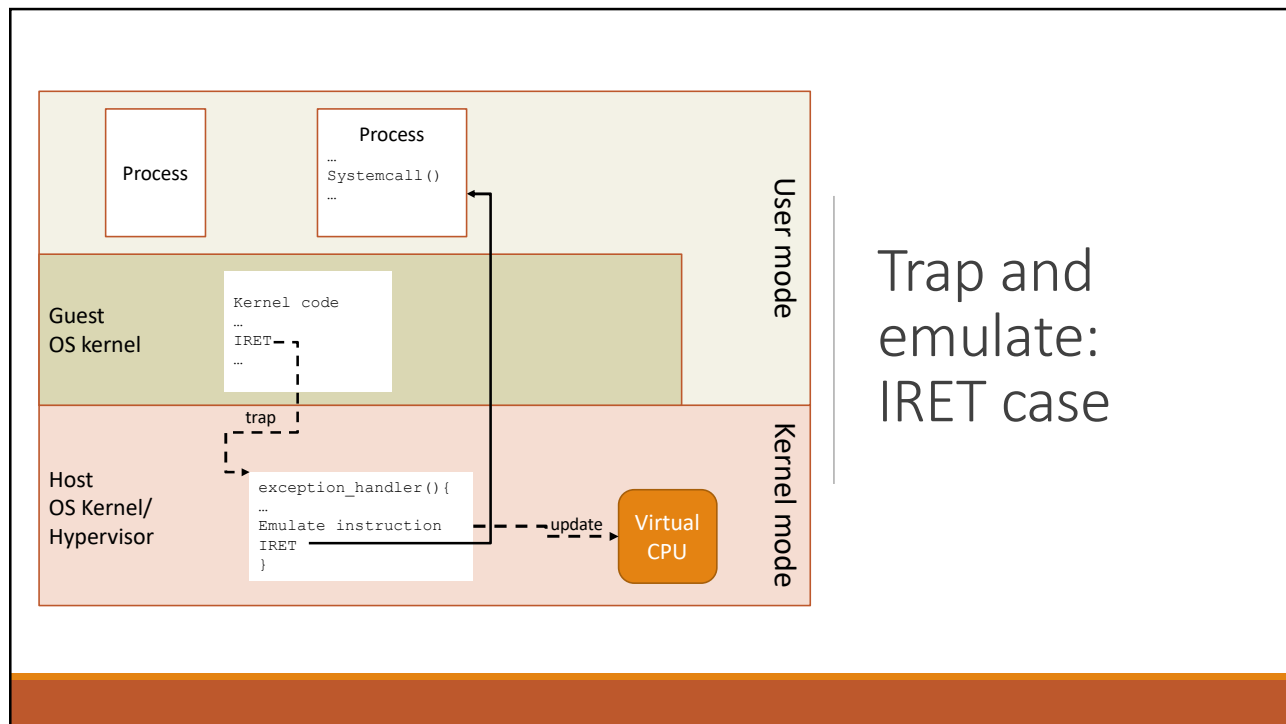 Process
Process
…
Systemcall()
…
User mode
Guest
OS kernel
Kernel code
…
IRET
…
trap
Host
OS Kernel/
Hypervisor
exception_handler(){
…
Emulate instruction
IRET
}
update
Virtual
CPU
Kernel mode
Trap and
emulate:
IRET case